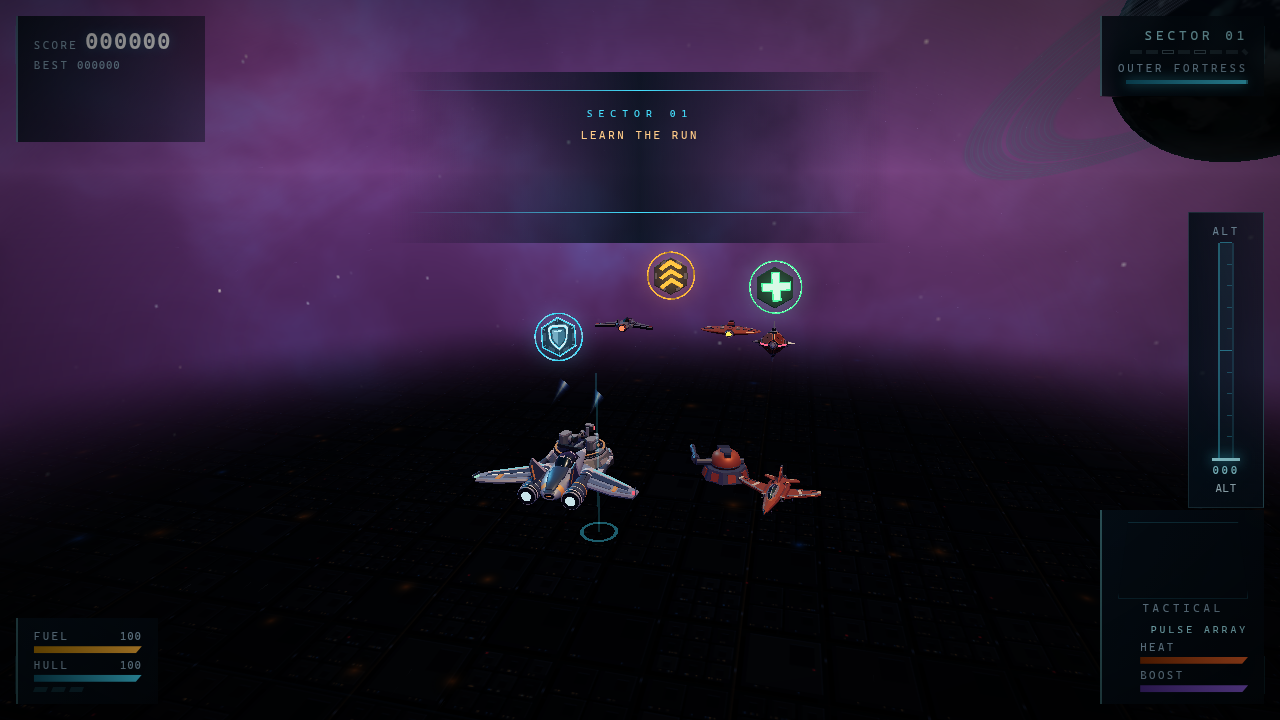 SCORE 000000
BEST 000000
SECTOR 01
LEARN THE RUN
SECTOR 01
OUTER FORTRESS
ALT
000
ALT
FUEL 100
HULL 100
TACTICAL
PULSE ARRAY
HEAT
BOOST